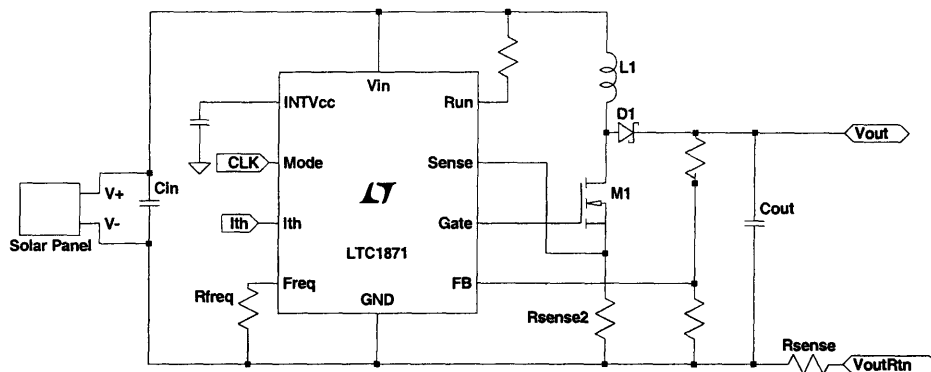 L1
Vin
INTVcc
Run
D1
Vout
CLK
Mode
Sense
V+
Cin
M1
V-
Ith
Ith
Gate
Cout
Solar Panel
LTC1871
Rfreq
Freq
FB
GND
Rsense2
Rsense
VoutRtn